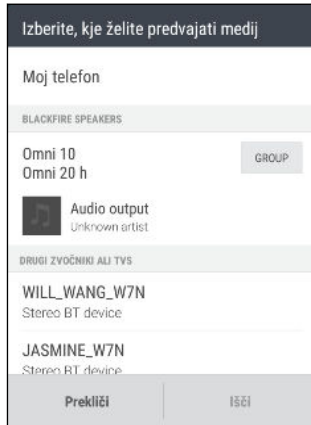 Izberite, kje želite predvajati medij
Moj telefon
BLACKFIRE SPEAKERS
Omni 10
Omni 20 h
GROUP
Audio output
Unknown artist
DRUGI ZVOČNIKI ALI TVS
WILL_WANG_W7N
Stereo BT device
JASMINE_W7N
Stereo BT device
Prekliči
Išči